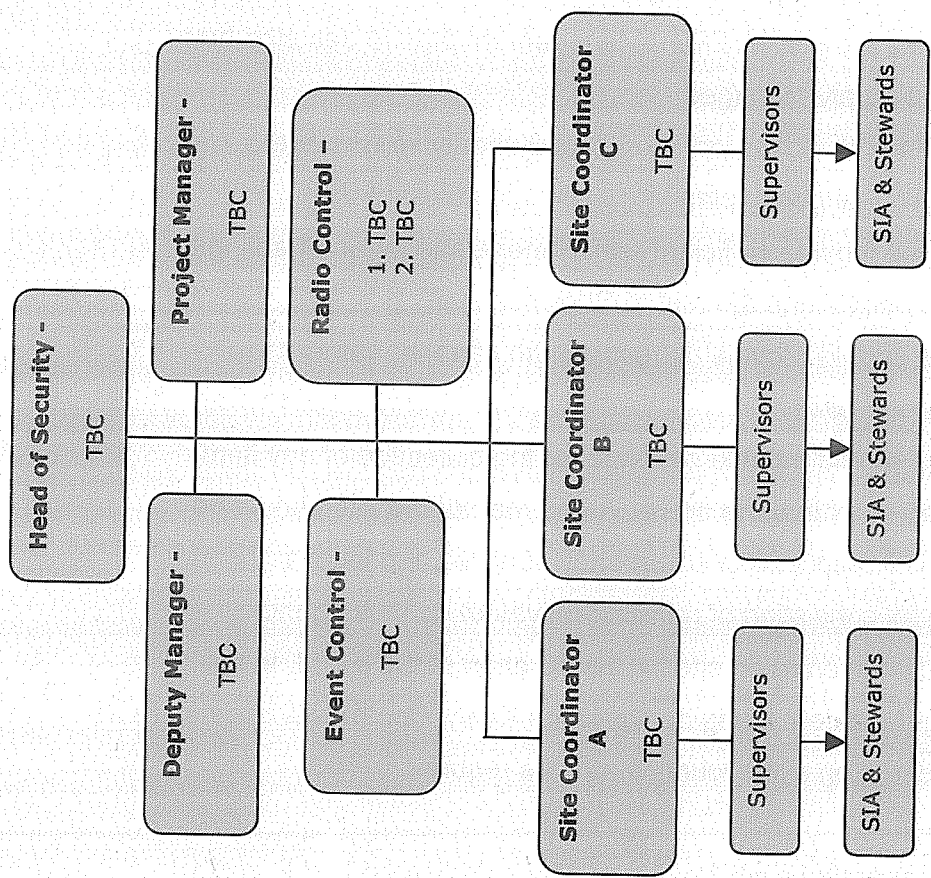 Head of Security -
TBC
Deputy Manager -
TBC
Project Manager -
TBC
Event Control -
TBC
Radio Control –
1. TBC
2. TBC
Site Coordinator
A
TBC
Site Coordinator
B
TBC
Site Coordinator
C
TBC
Supervisors
Supervisors
Supervisors
SIA & Stewards
SIA & Stewards
SIA & Stewards